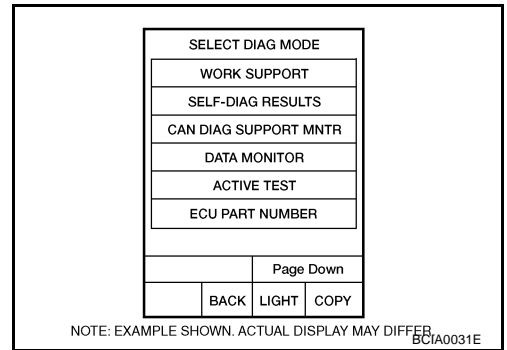 SELECT DIAG MODE
WORK SUPPORT
SELF-DIAG RESULTS
CAN DIAG SUPPORT MNTR
DATA MONITOR
ACTIVE TEST
ECU PART NUMBER
Page Down
BACK LIGHT COPY
NOTE: EXAMPLE SHOWN. ACTUAL DISPLAY MAY DIFFER.
BCIA0031E